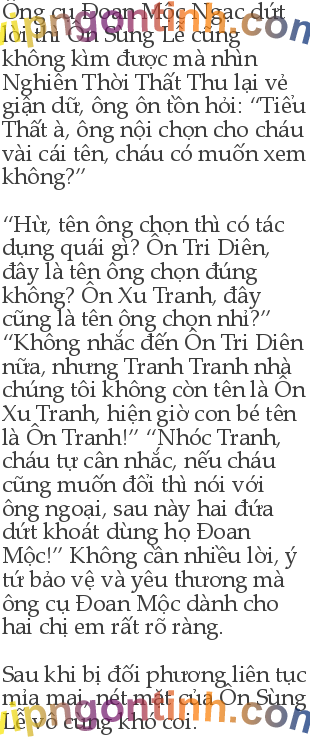 Ông cụ Đoan Mộc Ngạc dứt
lời thì Ôn Sùng Lễ cũng
không kìm được mà nhìn
Nghiên Thời Thất Thu lại vẻ
giận dữ, ông ôn tồn hỏi: “Tiểu
Thất à, ông nội chọn cho cháu
vài cái tên, cháu có muốn xem
không?”
“Hừ, tên ông chọn thì có tác
dụng quái gì? Ôn Tri Diên,
đây là tên ông chọn đúng
không? Ôn Xu Tranh, đây
cũng là tên ông chọn nhỉ?”
“Không nhắc đến Ôn Tri Diên
nữa, nhưng Tranh Tranh nhà
chúng tôi không còn tên là Ôn
Xu Tranh, hiện giờ con bé tên
là Ôn Tranh!” “Nhóc Tranh,
cháu tự cân nhắc, nếu cháu
cũng muốn đổi thì nói với
ông ngoại, sau này hai đứa
dứt khoát dùng họ Đoan
Mộc!” Không cần nhiều lời, ý
tứ bảo vệ và yêu thương mà
ông cụ Đoan Mộc dành cho
hai chị em rất rõ ràng.
Sau khi bị đối phương liên tục
mỉa mai, nét mặt của Ôn Sùng
Lễ vô cùng khó coi.
vipngontinh.com
vipngontinh.com